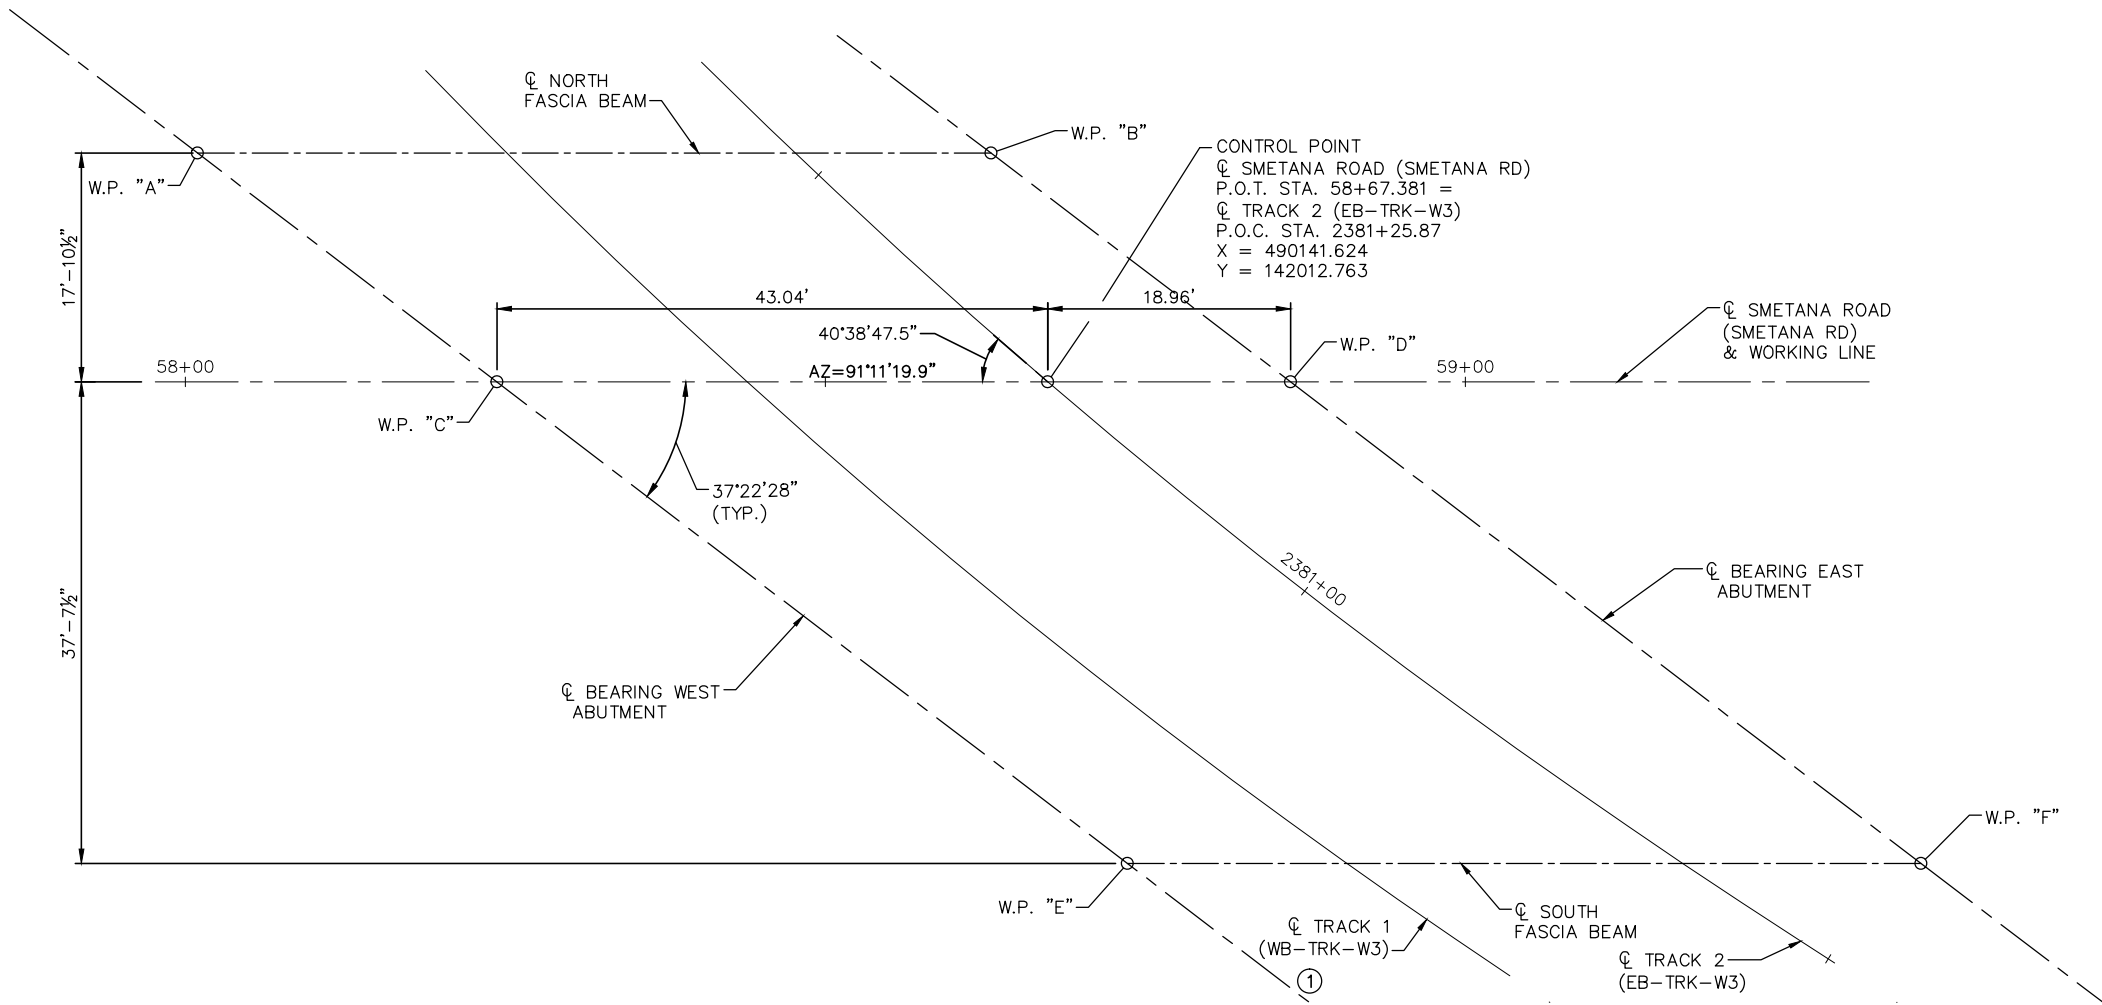 ℄ NORTH
FASCIA BEAM
W.P. "B"
CONTROL POINT
℄ SMETANA ROAD (SMETANA RD)
P.O.T. STA. 58+67.381 =
℄ TRACK 2 (EB-TRK-W3)
P.O.C. STA. 2381+25.87
X = 490141.624
Y = 142012.763
W.P. "A"
17'-10½"
43.04'
18.96'
℄ SMETANA ROAD
(SMETANA RD)
& WORKING LINE
40°38'47.5"
W.P. "D"
58+00
AZ=91°11'19.9"
59+00
W.P. "C"
37°22'28"
(TYP.)
2381+00
℄ BEARING EAST
ABUTMENT
37'-7½"
℄ BEARING WEST
ABUTMENT
W.P. "F"
W.P. "E"
℄ SOUTH
FASCIA BEAM
℄ TRACK 1
(WB-TRK-W3)
℄ TRACK 2
(EB-TRK-W3)
1